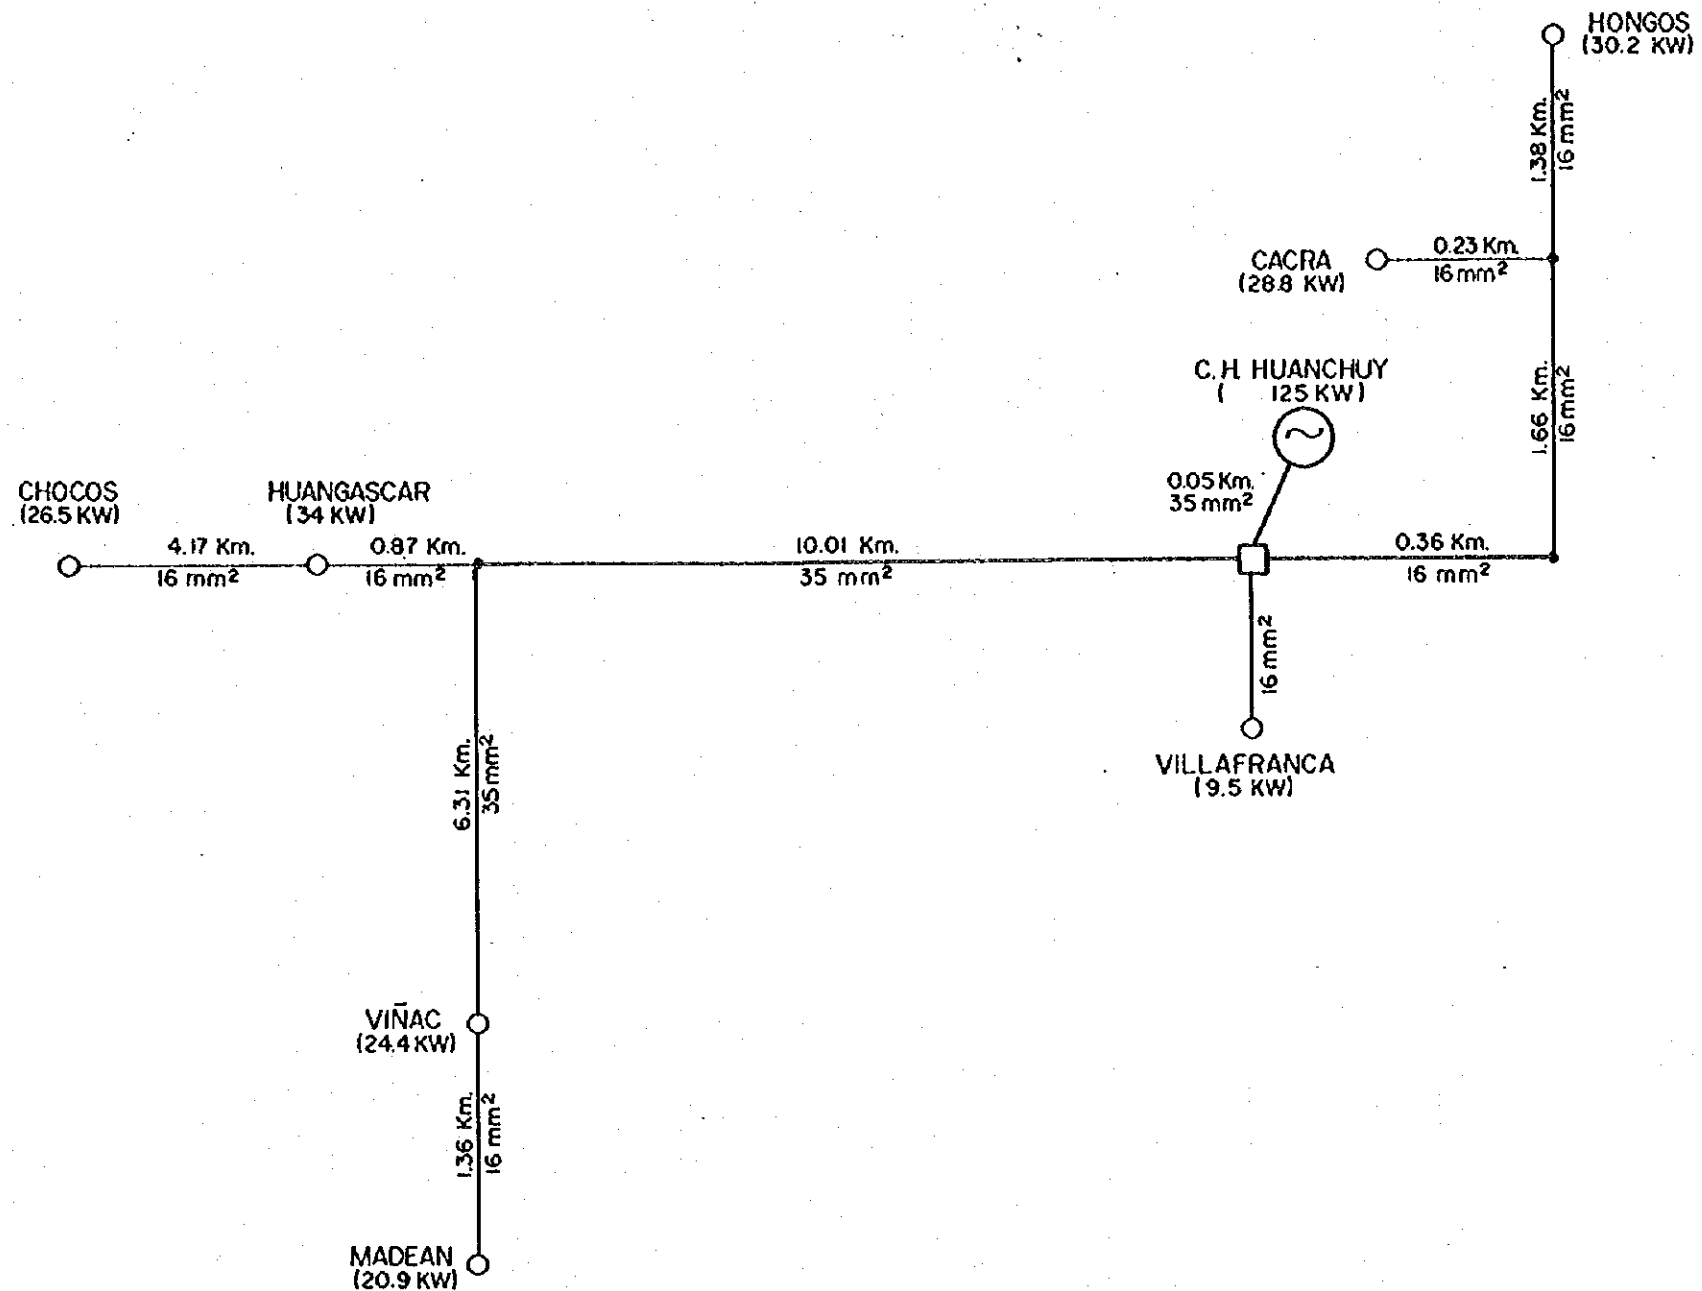 HONGOS
(30.2 KW)
1.38 Km.
16 mm²
CACRA
(28.8 KW)
0.23 Km.
16 mm²
C.H. HUANCHUY
( 125 KW)
1.66 Km.
16 mm²
0.05 Km.
35 mm²
CHOCOS
(26.5 KW)
HUANGASCAR
(34 KW)
4.17 Km.
16 mm²
0.87 Km.
16 mm²
10.01 Km.
35 mm²
0.36 Km.
16 mm²
16 mm²
VILLAFRANCA
(9.5 KW)
6.31 Km.
35 mm²
VIÑAC
(24.4 KW)
1.36 Km.
16 mm²
MADEAN
(20.9 KW)